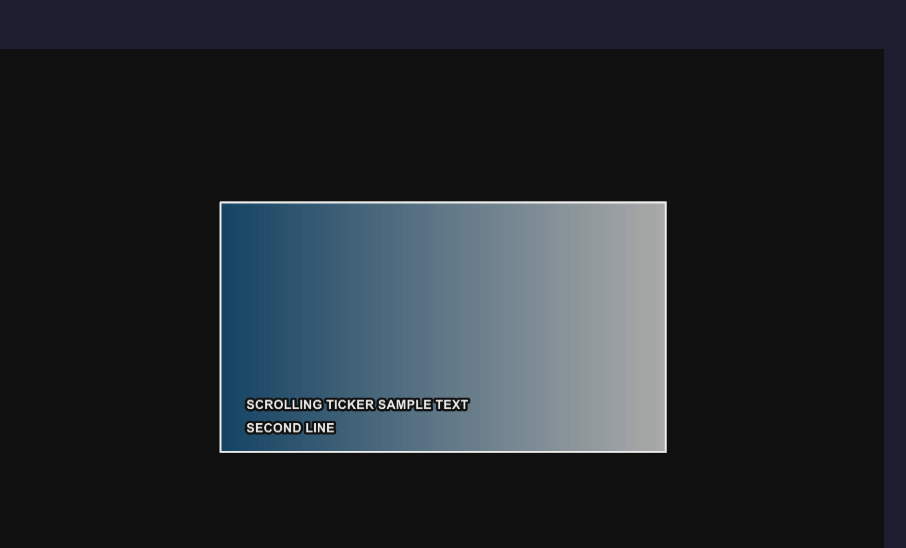 SCROLLING TICKER SAMPLE TEXT
SECOND LINE